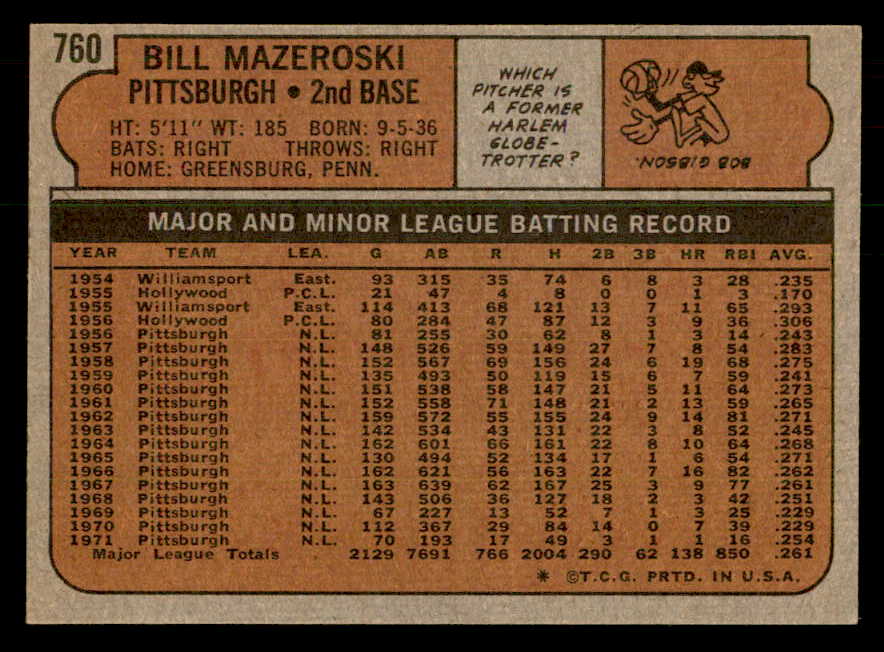 760
BILL MAZEROSKI
PITTSBURGH • 2nd BASE
HT: 5'11" WT: 185 BORN: 9-5-36
BATS: RIGHT THROWS: RIGHT
HOME: GREENSBURG, PENN.
WHICH
PITCHER IS
A FORMER
HARLEM
GLOBE-
TROTTER?
BOB GIBSON.
MAJOR AND MINOR LEAGUE BATTING RECORD
YEAR TEAM LEA. G AB R H 2B 3B HR RBI AVG.
1954 Williamsport East. 93 315 35 74 6 8 3 28 .235
1955 Hollywood P.C.L. 21 47 4 8 0 0 1 3 .170
1955 Williamsport East. 114 413 68 121 13 7 11 65 .293
1956 Hollywood P.C.L. 80 284 47 87 12 3 9 36 .306
1956 Pittsburgh N.L. 81 255 30 62 8 1 3 14 .243
1957 Pittsburgh N.L. 148 526 59 149 27 7 8 54 .283
1958 Pittsburgh N.L. 152 567 69 156 24 6 19 68 .275
1959 Pittsburgh N.L. 135 493 50 119 15 6 7 59 .241
1960 Pittsburgh N.L. 151 538 58 147 21 5 11 64 .273
1961 Pittsburgh N.L. 152 558 71 148 21 2 13 59 .265
1962 Pittsburgh N.L. 159 572 55 155 24 9 14 81 .271
1963 Pittsburgh N.L. 142 534 43 131 22 3 8 52 .245
1964 Pittsburgh N.L. 162 601 66 161 22 8 10 64 .268
1965 Pittsburgh N.L. 130 494 52 134 17 1 6 54 .271
1966 Pittsburgh N.L. 162 621 56 163 22 7 16 82 .262
1967 Pittsburgh N.L. 163 639 62 167 25 3 9 77 .261
1968 Pittsburgh N.L. 143 506 36 127 18 2 3 42 .251
1969 Pittsburgh N.L. 67 227 13 52 7 1 3 25 .229
1970 Pittsburgh N.L. 112 367 29 84 14 0 7 39 .229
1971 Pittsburgh N.L. 70 193 17 49 3 1 1 16 .254
Major League Totals 2129 7691 766 2004 290 62 138 850 .261
* ©T.C.G. PRTD. IN U.S.A.